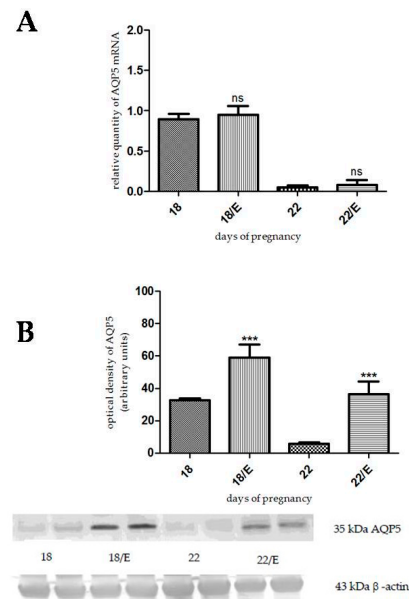 A
relative quantity of AQP5 mRNA
2.0
1.5
1.0
0.5
0.0
ns
ns
18
18/E
22
22/E
days of pregnancy
B
optical density of AQP5
(arbitrary units)
100
80
60
40
20
0
***
***
18
18/E
22
22/E
days of pregnancy
35 kDa AQP5
18 18/E 22 22/E
43 kDa β -actin